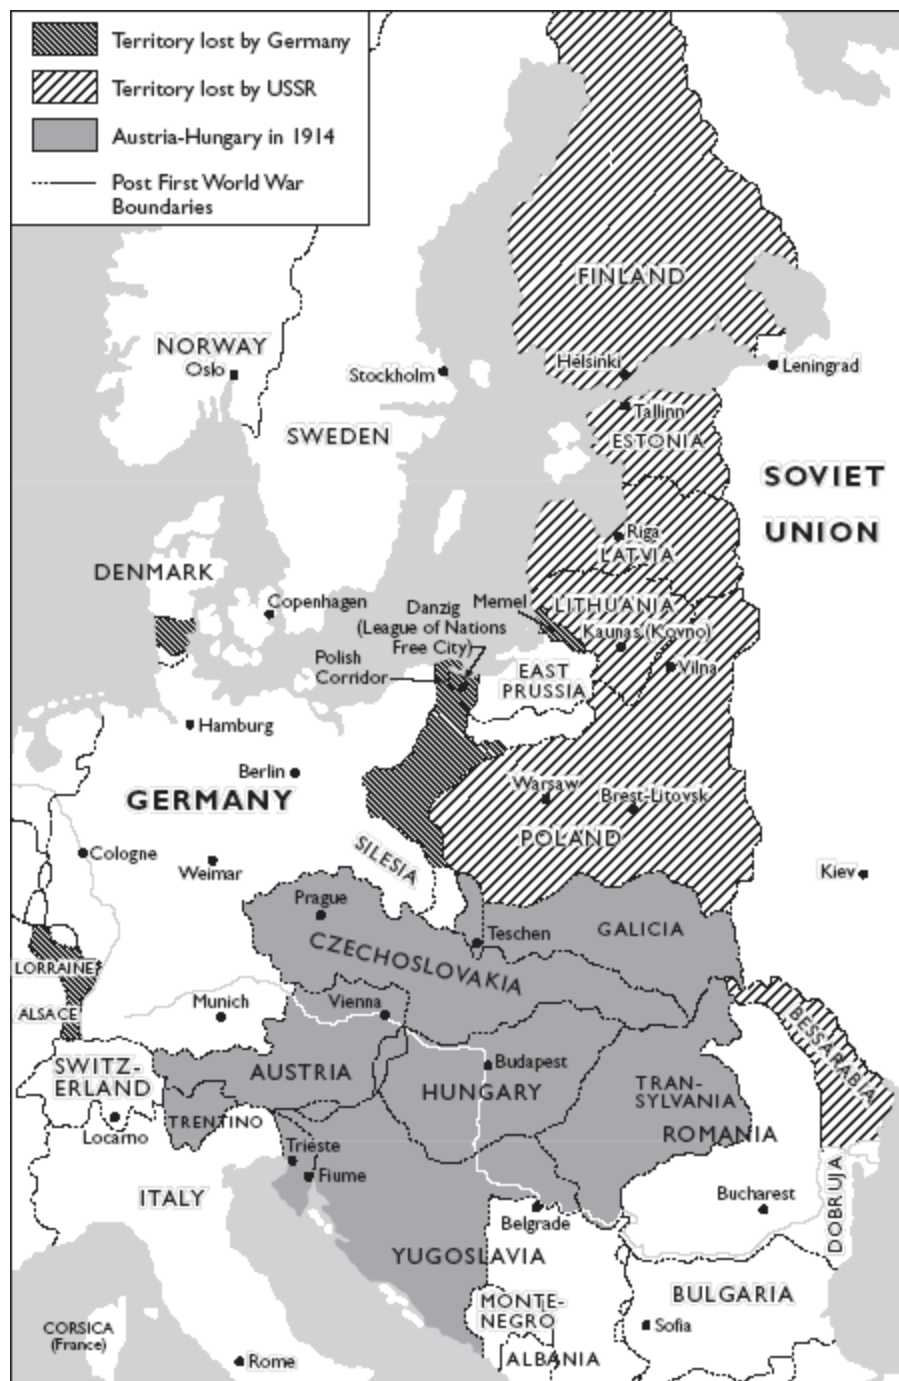 Territory lost by Germany
Territory lost by USSR
Austria-Hungary in 1914
Post First World War
Boundaries
FINLAND
NORWAY
Oslo
Stockholm
Helsinki
Leningrad
Tallinn
SWEDEN
ESTONIA
SOVIET
UNION
Riga
LATVIA
DENMARK
Copenhagen
Danzig
(League of Nations
Free City)
Memel
LITHUANIA
Kaunas (Kovno)
Polish
Corridor
EAST
PRUSSIA
Vilna
Hamburg
Berlin
GERMANY
Warsaw
Brest-Litovsk
POLAND
Cologne
Weimar
SILESIA
Kiev
Prague
Teschen
GALICIA
CZECHOSLOVAKIA
LORRAINE
ALSACE
Munich
Vienna
BESSARABIA
SWITZ-
ERLAND
AUSTRIA
Budapest
HUNGARY
TRAN-
SYLVANIA
TRENTINO
ROMANIA
Locarno
Trieste
Fiume
ITALY
Bucharest
DOBRUJA
Belgrade
YUGOSLAVIA
MONTE-
NEGRO
BULGARIA
CORSICA
(France)
Sofia
Rome
ALBANIA